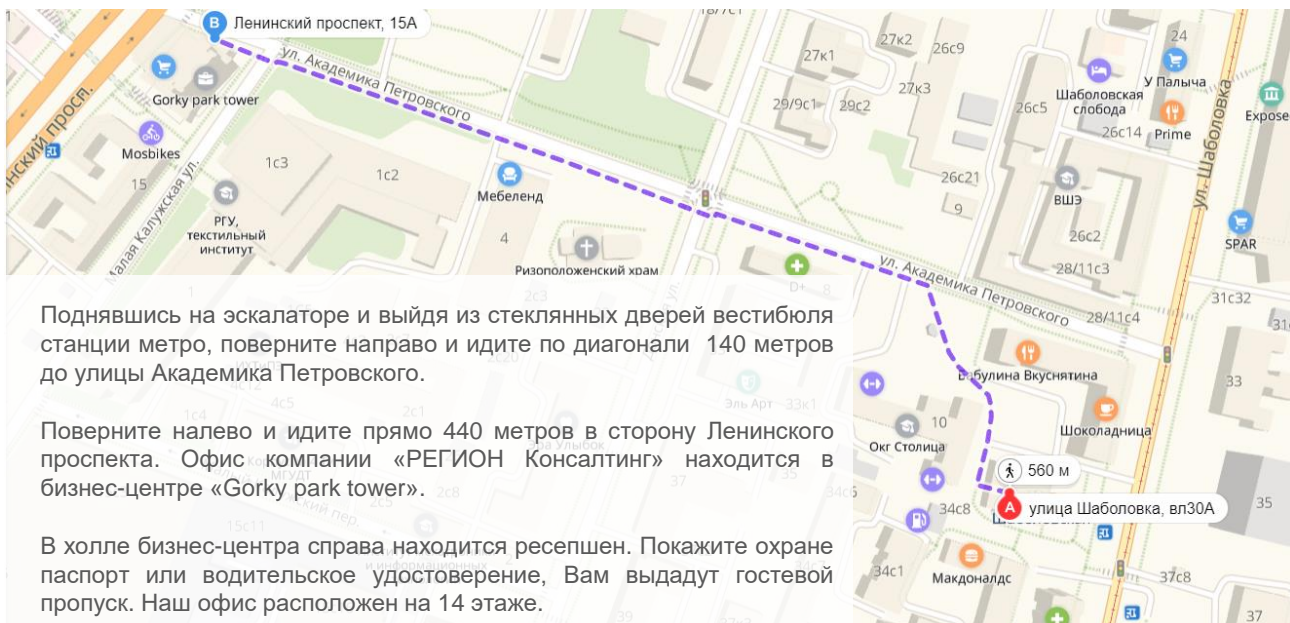 Ленинский проспект, 15А
ул. Академика Петровского
Gorky park tower
Mosbikes
15
Малая Калужская ул.
1с3
1с2
РГУ,
текстильный
институт
Мебеленд
4
Ризоположенский храм
27к1
27к2
26с9
27к3
29/9с1
29с2
26с5
Шаболовская
слобода
24
У Палыча
26с14
Prime
ул. Шаболовка
26с21
9
ВШЭ
26с2
28/11с3
SPAR
31с32
D+
8
ул. Академика Петровского
28/11с4
Бабулина Вкуснятина
33
Шоколадница
10
Окг Столица
560 м
улица Шаболовка, вл30А
35
34с8
34с1
Макдоналдс
37с8
37
Поднявшись на эскалаторе и выйдя из стеклянных дверей вестибюля
станции метро, поверните направо и идите по диагонали 140 метров
до улицы Академика Петровского.
Поверните налево и идите прямо 440 метров в сторону Ленинского
проспекта. Офис компании «РЕГИОН Консалтинг» находится в
бизнес-центре «Gorky park tower».
В холле бизнес-центра справа находится ресепшен. Покажите охране
паспорт или водительское удостоверение, Вам выдадут гостевой
пропуск. Наш офис расположен на 14 этаже.